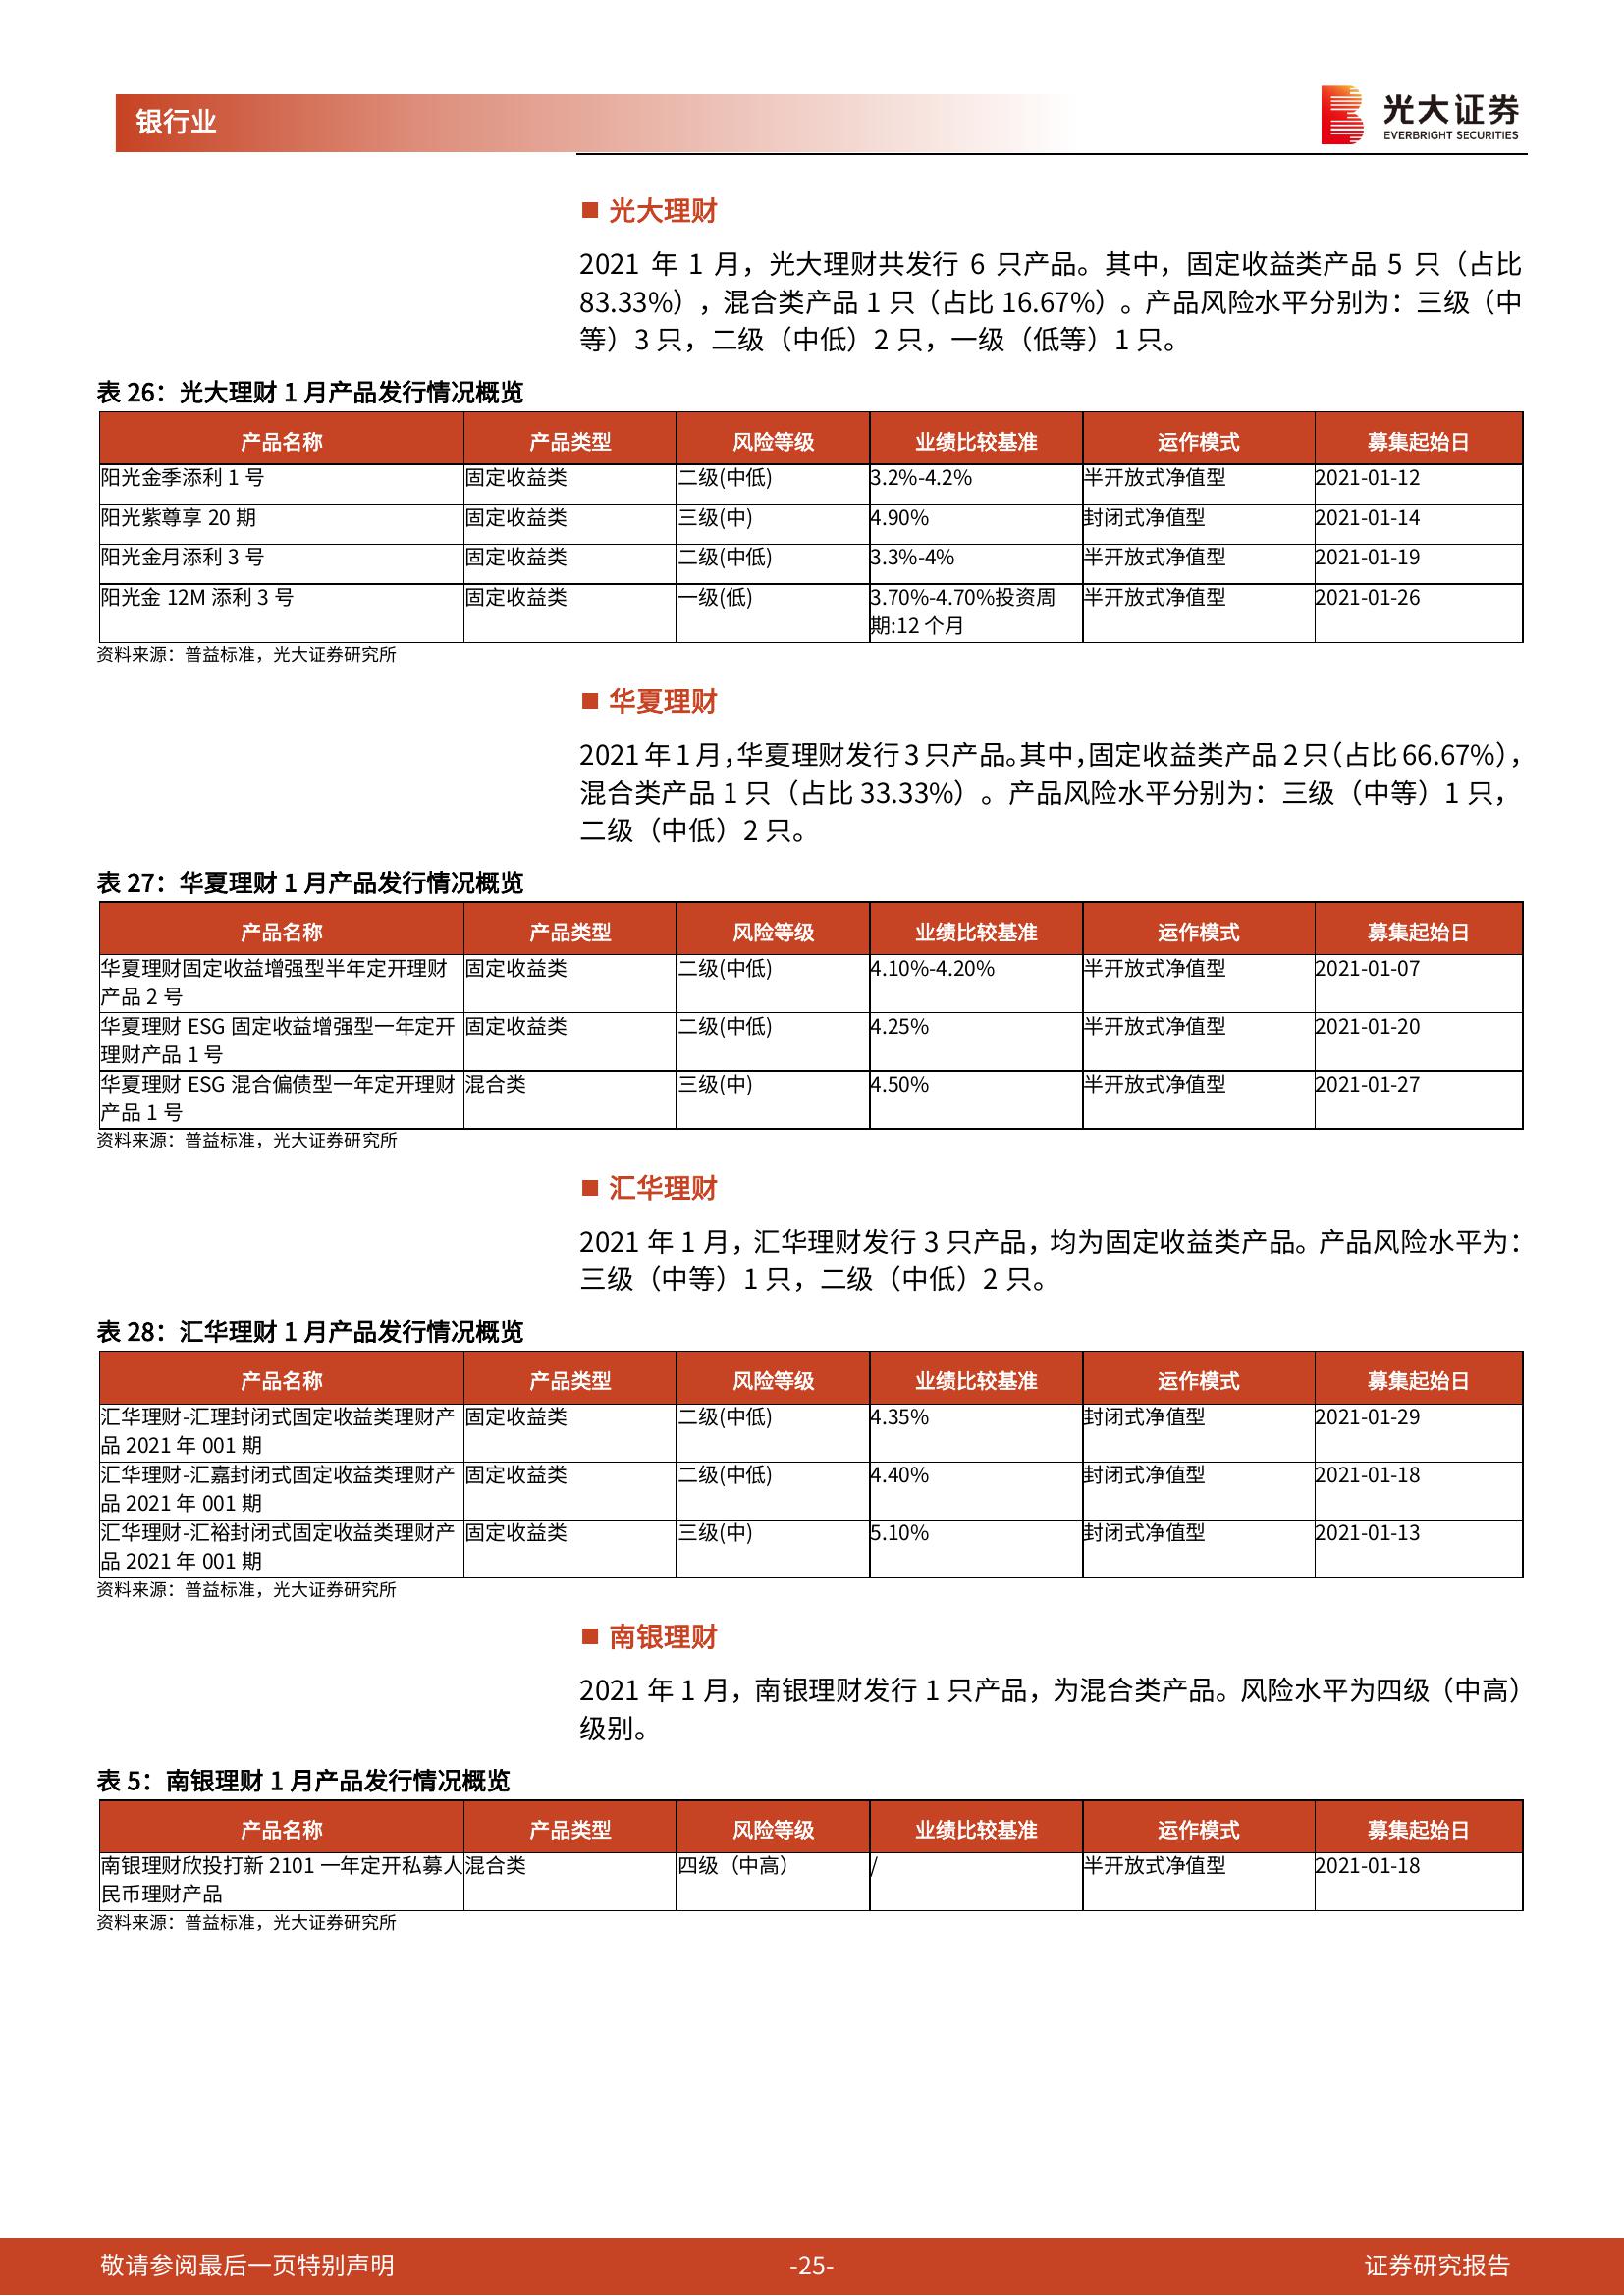 银行业
光大证券
EVERBRIGHT SECURITIES
■ 光大理财
2021 年 1 月，光大理财共发行 6 只产品。其中，固定收益类产品 5 只（占比
83.33%），混合类产品 1 只（占比 16.67%）。产品风险水平分别为：三级（中
等）3 只，二级（中低）2 只，一级（低等）1 只。
表 26：光大理财 1 月产品发行情况概览
产品名称 产品类型 风险等级 业绩比较基准 运作模式 募集起始日
阳光金季添利 1 号 固定收益类 二级(中低) 3.2%-4.2% 半开放式净值型 2021-01-12
阳光紫尊享 20 期 固定收益类 三级(中) 4.90% 封闭式净值型 2021-01-14
阳光金月添利 3 号 固定收益类 二级(中低) 3.3%-4% 半开放式净值型 2021-01-19
阳光金 12M 添利 3 号 固定收益类 一级(低) 3.70%-4.70%投资周 半开放式净值型 2021-01-26
期:12 个月
资料来源：普益标准，光大证券研究所
■ 华夏理财
2021 年 1 月，华夏理财发行 3 只产品。其中，固定收益类产品 2 只（占比 66.67%），
混合类产品 1 只（占比 33.33%）。产品风险水平分别为：三级（中等）1 只，
二级（中低）2 只。
表 27：华夏理财 1 月产品发行情况概览
产品名称 产品类型 风险等级 业绩比较基准 运作模式 募集起始日
华夏理财固定收益增强型半年定开理财 固定收益类 二级(中低) 4.10%-4.20% 半开放式净值型 2021-01-07
产品 2 号
华夏理财 ESG 固定收益增强型一年定开 固定收益类 二级(中低) 4.25% 半开放式净值型 2021-01-20
理财产品 1 号
华夏理财 ESG 混合偏债型一年定开理财 混合类 三级(中) 4.50% 半开放式净值型 2021-01-27
产品 1 号
资料来源：普益标准，光大证券研究所
■ 汇华理财
2021 年 1 月，汇华理财发行 3 只产品，均为固定收益类产品。产品风险水平为：
三级（中等）1 只，二级（中低）2 只。
表 28：汇华理财 1 月产品发行情况概览
产品名称 产品类型 风险等级 业绩比较基准 运作模式 募集起始日
汇华理财-汇理封闭式固定收益类理财产 固定收益类 二级(中低) 4.35% 封闭式净值型 2021-01-29
品 2021 年 001 期
汇华理财-汇嘉封闭式固定收益类理财产 固定收益类 二级(中低) 4.40% 封闭式净值型 2021-01-18
品 2021 年 001 期
汇华理财-汇裕封闭式固定收益类理财产 固定收益类 三级(中) 5.10% 封闭式净值型 2021-01-13
品 2021 年 001 期
资料来源：普益标准，光大证券研究所
■ 南银理财
2021 年 1 月，南银理财发行 1 只产品，为混合类产品。风险水平为四级（中高）
级别。
表 5：南银理财 1 月产品发行情况概览
产品名称 产品类型 风险等级 业绩比较基准 运作模式 募集起始日
南银理财欣投打新 2101 一年定开私募人 混合类 四级（中高） / 半开放式净值型 2021-01-18
民币理财产品
资料来源：普益标准，光大证券研究所
敬请参阅最后一页特别声明 -25- 证券研究报告